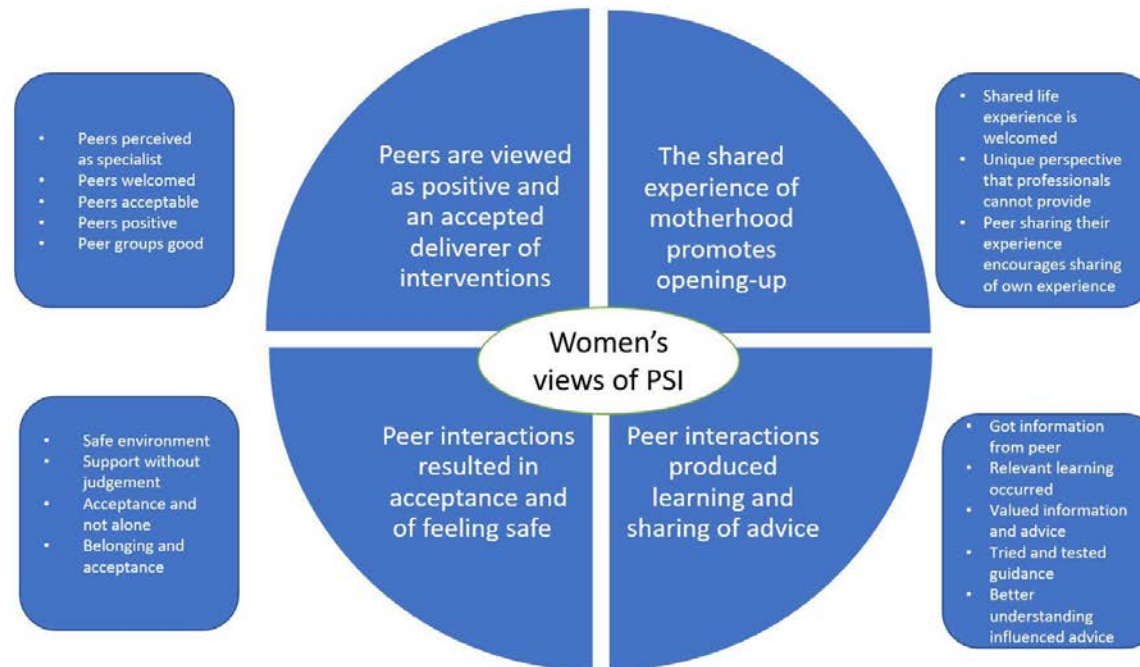 • Peers perceived
as specialist
• Peers welcomed
• Peers acceptable
• Peers positive
• Peer groups good
Peers are viewed
as positive and
an accepted
deliverer of
interventions
The shared
experience of
motherhood
promotes
opening-up
• Shared life
experience is
welcomed
• Unique perspective
that professionals
cannot provide
• Peer sharing their
experience
encourages sharing
of own experience
Women's
views of PSI
• Safe environment
• Support without
judgement
• Acceptance and
not alone
• Belonging and
acceptance
Peer interactions
resulted in
acceptance and
of feeling safe
Peer interactions
produced
learning and
sharing of advice
• Got information
from peer
• Relevant learning
occurred
• Valued information
and advice
• Tried and tested
guidance
• Better
understanding
influenced advice